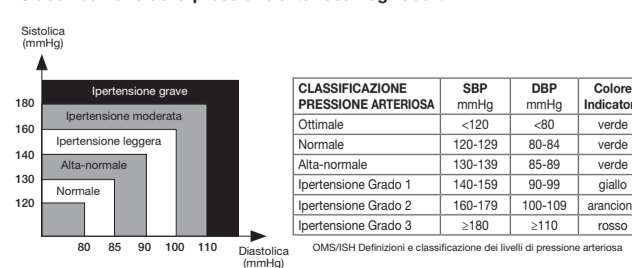 Sistolica
(mmHg)
180
160
140
130
120
Ipertensione grave
Ipertensione moderata
Ipertensione leggera
Alta-normale
Normale
80 85 90 100 110
Diastolica
(mmHg)
CLASSIFICAZIONE PRESSIONE ARTERIOSA SBP mmHg DBP mmHg Colore
Ottimale <120 <80 verde
Normale 120-129 80-84 verde
Alta-normale 130-139 85-89 verde
Ipertensione Grado 1 140-159 90-99 giallo
Ipertensione Grado 2 160-179 100-109
Ipertensione Grado 3 ≥180 ≥110 rosso
OMS/ISH Definizioni e classificazione dei livelli di pressione arteriosa